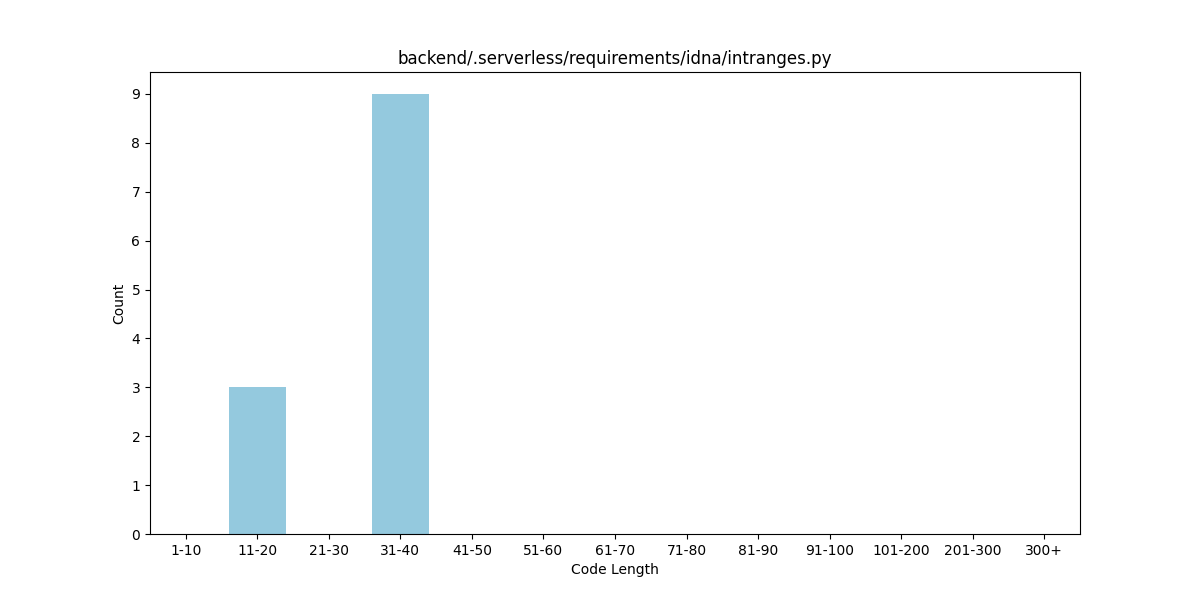 backend/.serverless/requirements/idna/intranges.py
9
8
7
6
5
4
3
2
1
0
Count
1-10 11-20 21-30 31-40 41-50 51-60 61-70 71-80 81-90 91-100 101-200 201-300 300+
Code Length